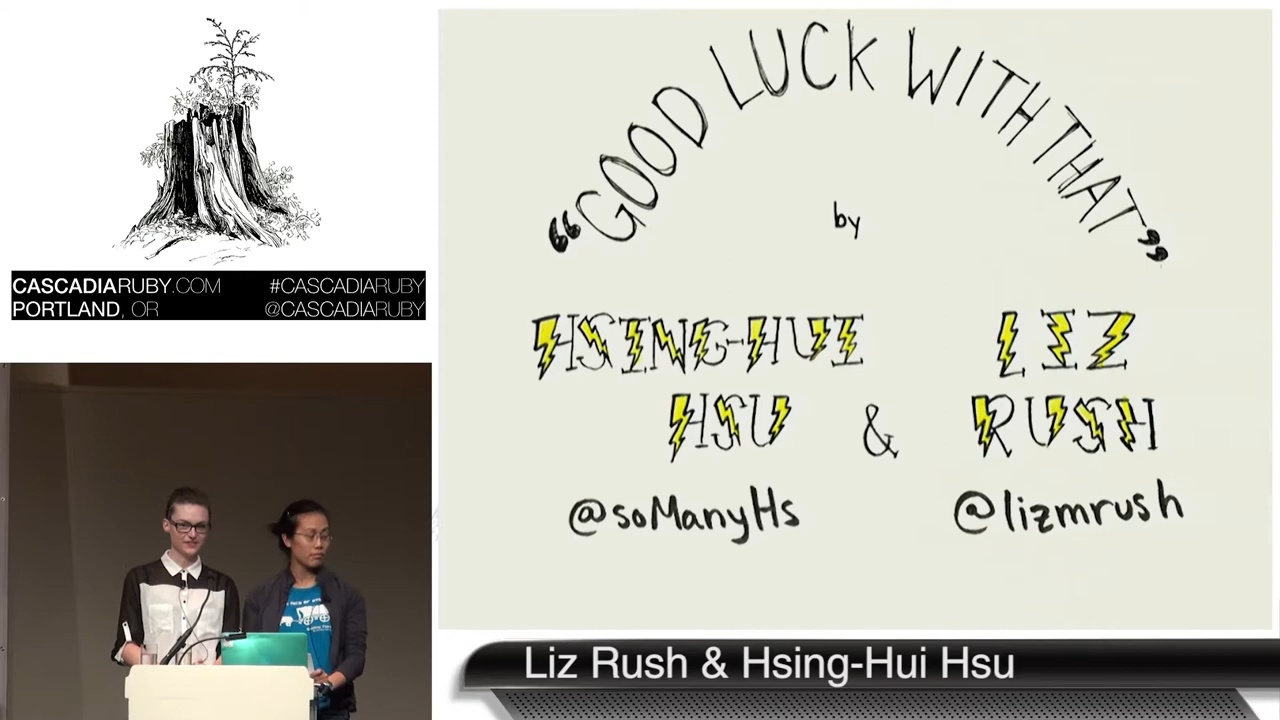 CASCADIARUBY.COM #CASCADIARUBY
PORTLAND, OR @CASCADIARUBY
“GOOD LUCK WITH THAT”
by
HSING-HUI LIZ
HSU & RUSH
@soManyHs @lizmrush
Liz Rush & Hsing-Hui Hsu